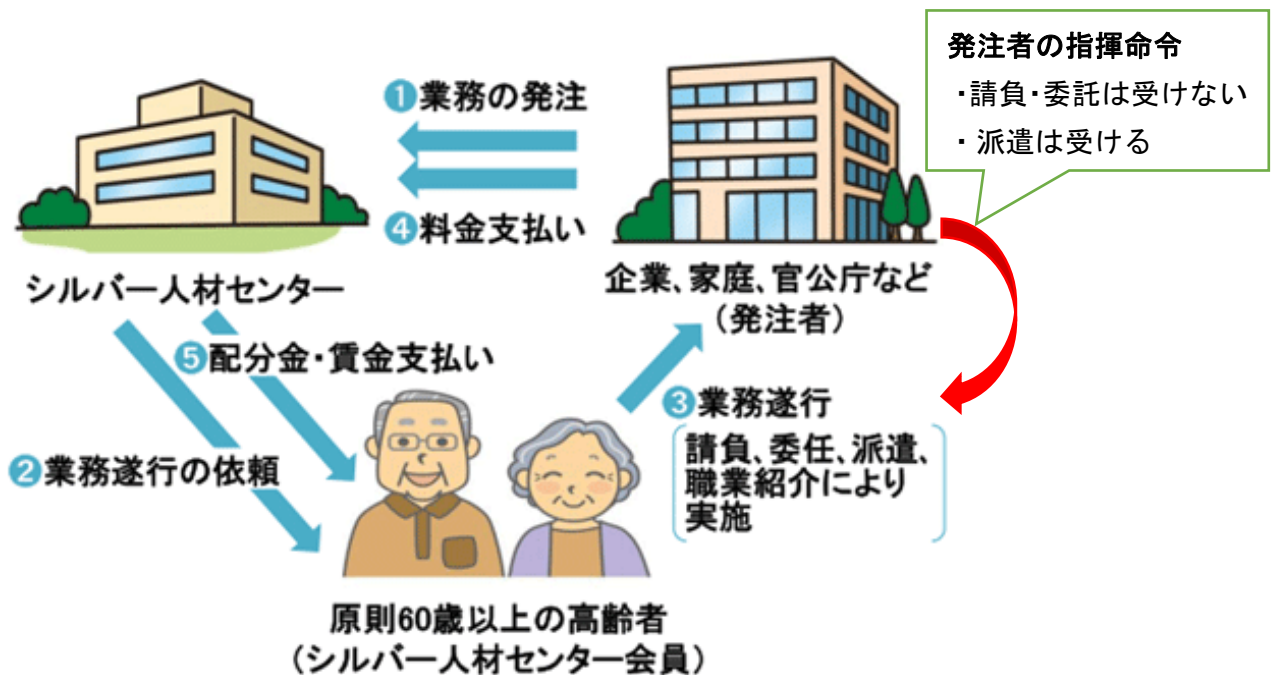 発注者の指揮命令
・請負・委託は受けない
・派遣は受ける
❶業務の発注
❹料金支払い
シルバー人材センター
企業、家庭、官公庁など
（発注者）
❺配分金・賃金支払い
❸業務遂行
請負、委任、派遣、
職業紹介により
実施
❷業務遂行の依頼
原則60歳以上の高齢者
（シルバー人材センター会員）